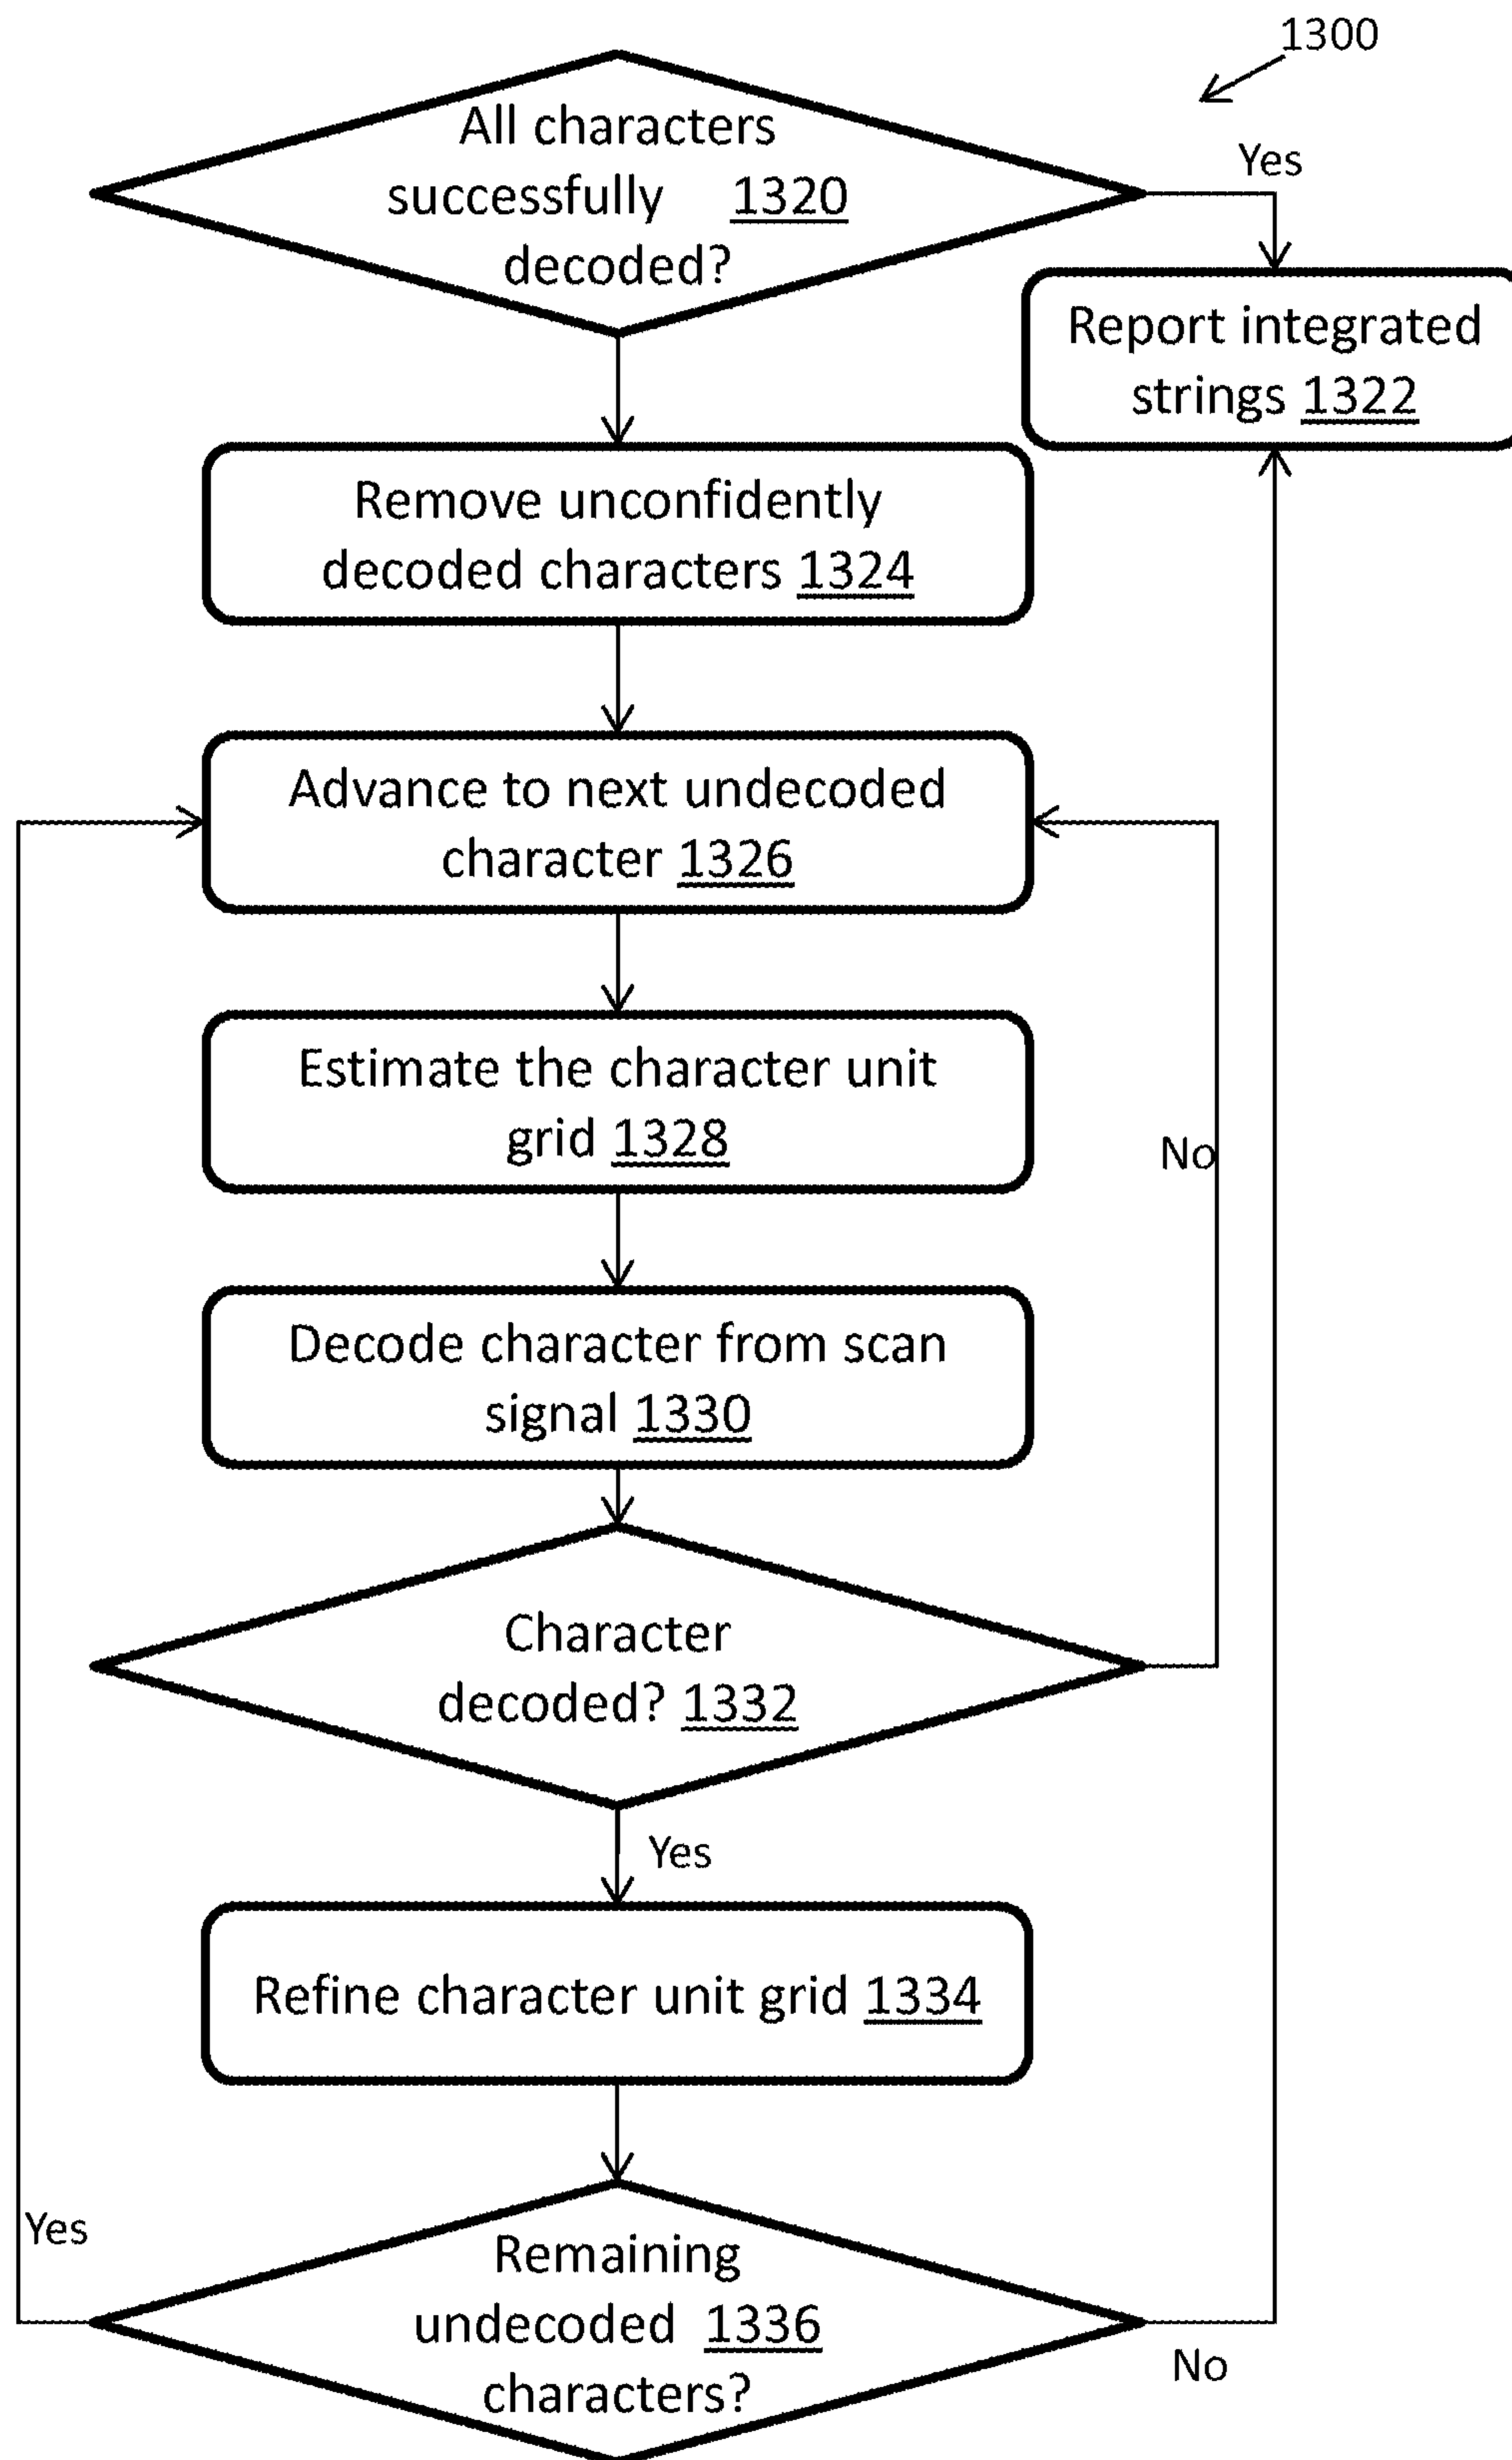 1300
All characters
successfully 1320
decoded?
Yes
Report integrated
strings 1322
Remove unconfidently
decoded characters 1324
Advance to next undecoded
character 1326
Estimate the character unit
grid 1328
No
Decode character from scan
signal 1330
Character
decoded? 1332
Yes
Refine character unit grid 1334
Yes
Remaining
undecoded 1336
characters?
No